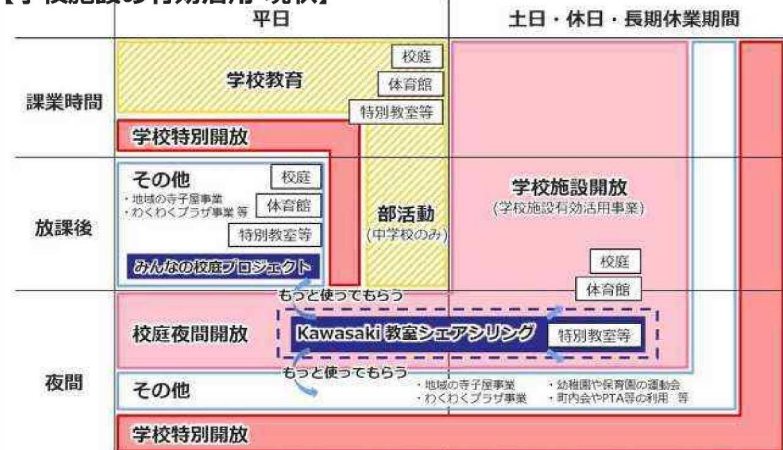 【学校施設の有効活用 現状】
平日
土日・休日・長期休業期間
課業時間
学校教育
校庭
体育館
特別教室等
学校特別開放
放課後
その他
・地域の寺子屋事業
・わくわくプラザ事業 等
校庭
体育館
特別教室等
みんなの校庭プロジェクト
部活動
(中学校のみ)
学校施設開放
(学校施設有効活用事業)
校庭
体育館
もっと使ってもらう
夜間
校庭夜間開放
Kawasaki 教室シェアシリング
特別教室等
もっと使ってもらう
その他
・地域の寺子屋事業
・わくわくプラザ事業
・幼稚園や保育園の運動会
・町内会やPTA等の利用 等
学校特別開放